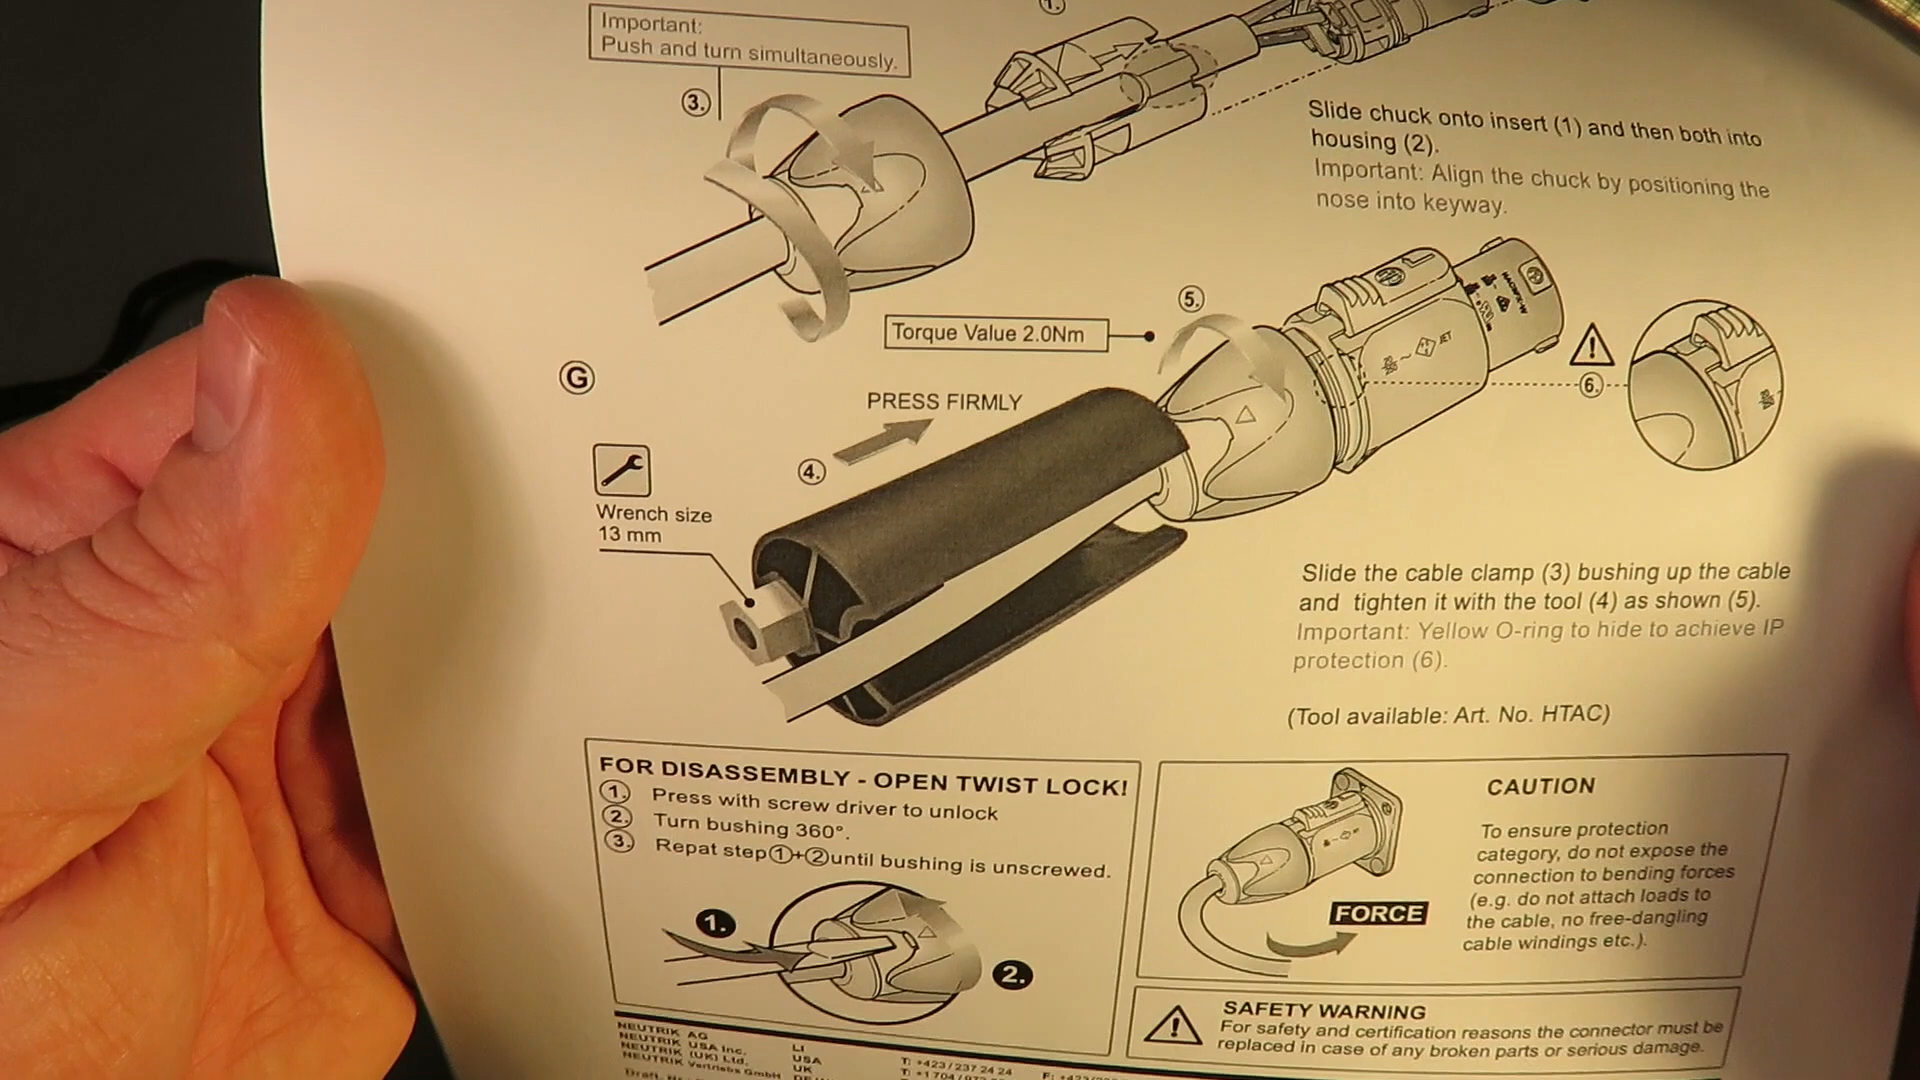 1.
Important:
Push and turn simultaneously.
3.
Slide chuck onto insert (1) and then both into
housing (2).
Important: Align the chuck by positioning the
nose into keyway.
5.
Torque Value 2.0Nm
6.
G
PRESS FIRMLY
4.
Wrench size
13 mm
Slide the cable clamp (3) bushing up the cable
and tighten it with the tool (4) as shown (5).
Important: Yellow O-ring to hide to achieve IP
protection (6).
(Tool available: Art. No. HTAC)
FOR DISASSEMBLY - OPEN TWIST LOCK!
1. Press with screw driver to unlock
2. Turn bushing 360°.
3. Repat step 1+2 until bushing is unscrewed.
1.
2.
CAUTION
To ensure protection
category, do not expose the
connection to bending forces
(e.g. do not attach loads to
the cable, no free-dangling
cable windings etc.).
FORCE
SAFETY WARNING
For safety and certification reasons the connector must be
replaced in case of any broken parts or serious damage.
NEUTRIK AG LI T: +423 / 237 24 24
NEUTRIK USA Inc. USA
NEUTRIK (UK) Ltd. UK
NEUTRIK Vertriebs GmbH